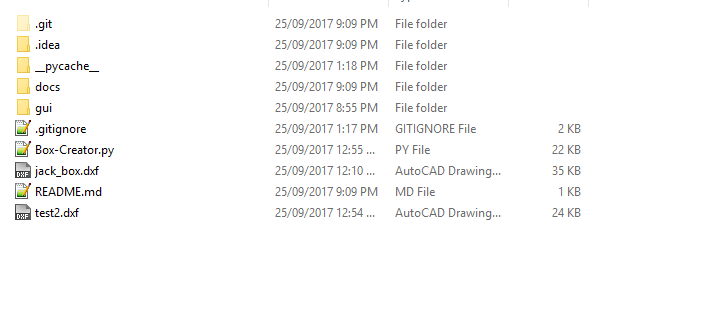 .git 25/09/2017 9:09 PM File folder
.idea 25/09/2017 9:09 PM File folder
__pycache__ 25/09/2017 1:18 PM File folder
docs 25/09/2017 9:09 PM File folder
gui 25/09/2017 8:55 PM File folder
.gitignore 25/09/2017 1:17 PM GITIGNORE File 2 KB
Box-Creator.py 25/09/2017 12:55 ... PY File 22 KB
DXF jack_box.dxf 25/09/2017 12:10 ... AutoCAD Drawing... 35 KB
README.md 25/09/2017 9:09 PM MD File 1 KB
DXF test2.dxf 25/09/2017 12:54 ... AutoCAD Drawing... 24 KB